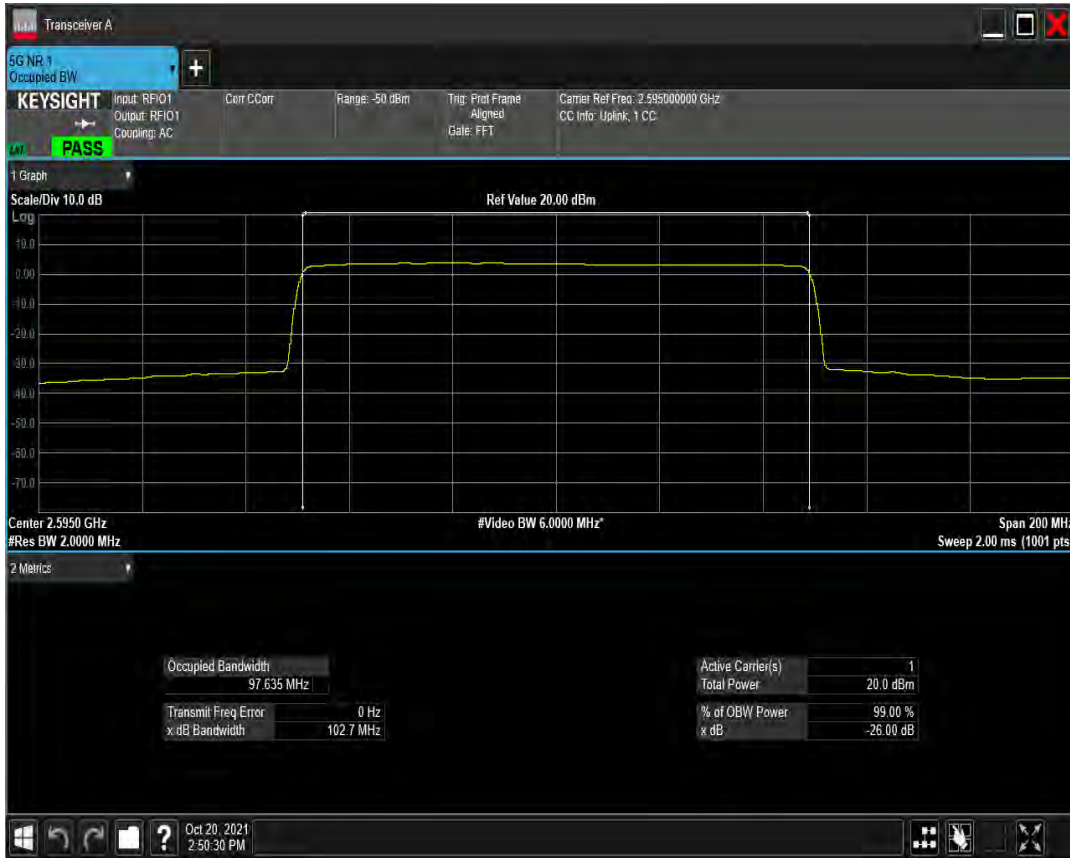 Transceiver A
5G NR 1
Occupied BW
+
KEYSIGHT
Input: RFIO1
Output: RFIO1
Coupling: AC
PASS
Corr CCorr
Range: -50 dBm
Trig: Prot Frame
Aligned
Gate: FFT
Carrier Ref Freq: 2.595000000 GHz
CC Info: Uplink, 1 CC
1 Graph
Scale/Div 10.0 dB
Ref Value 20.00 dBm
Log
10.0
0.00
-10.0
-20.0
-30.0
-40.0
-50.0
-60.0
-70.0
Center 2.5950 GHz
#Video BW 6.0000 MHz*
Span 200 MHz
#Res BW 2.0000 MHz
Sweep 2.00 ms (1001 pts
2 Metrics
Occupied Bandwidth
97.635 MHz
Transmit Freq Error 0 Hz
x dB Bandwidth 102.7 MHz
Active Carrier(s) 1
Total Power 20.0 dBm
% of OBW Power 99.00 %
x dB -26.00 dB
?
Oct 20, 2021
2:50:30 PM